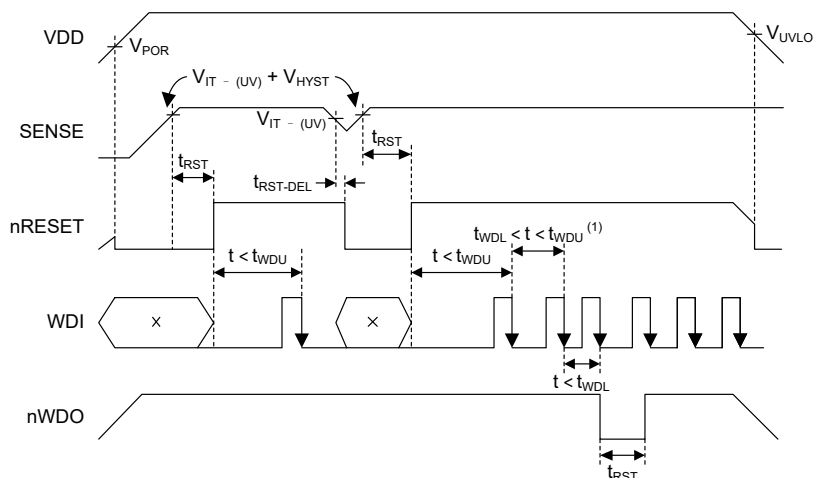 VDD
V_POR
V_UVLO
V_IT - (UV) + V_HYST
SENSE
V_IT - (UV)
t_RST
t_RST
t_RST-DEL
nRESET
t < t_WDU
t < t_WDU
t_WDL < t < t_WDU (1)
WDI
×
×
t < t_WDL
nWDO
t_RST